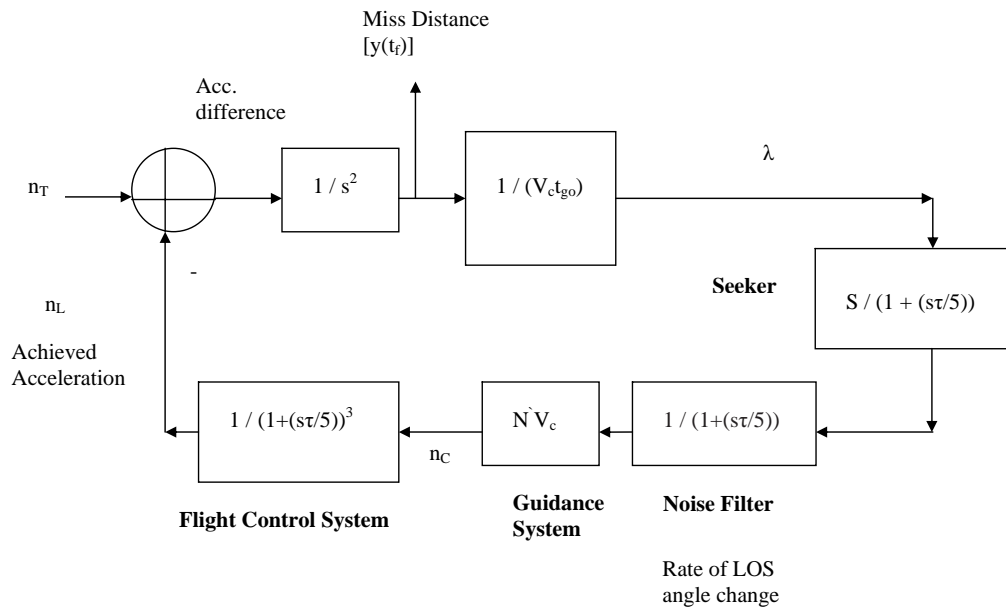 Miss Distance
[y(t_f)]
Acc.
difference
n_T
1 / s²
1 / (V_c t_go)
λ
-
Seeker
S / (1 + (sτ/5))
n_L
Achieved
Acceleration
1 / (1+(sτ/5))³
n_C
N`V_c
1 / (1+(sτ/5))
Flight Control System
Guidance
System
Noise Filter
Rate of LOS
angle change